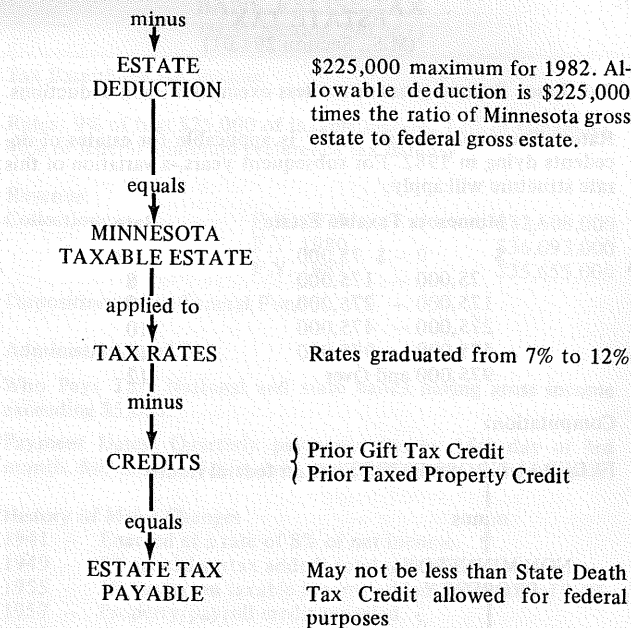 minus
ESTATE
DEDUCTION
$225,000 maximum for 1982. Al-
lowable deduction is $225,000
times the ratio of Minnesota gross
estate to federal gross estate.
equals
MINNESOTA
TAXABLE ESTATE
applied to
TAX RATES
Rates graduated from 7% to 12%
minus
CREDITS
Prior Gift Tax Credit
Prior Taxed Property Credit
equals
ESTATE TAX
PAYABLE
May not be less than State Death
Tax Credit allowed for federal
purposes